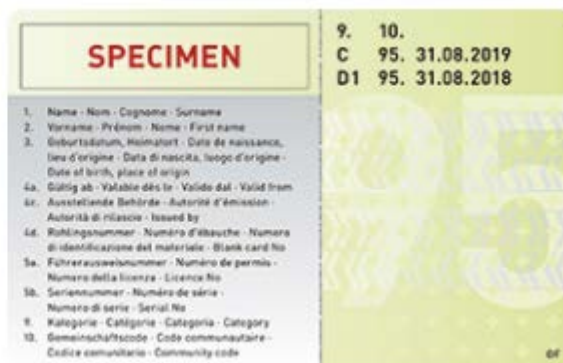 SPECIMEN
1. Name - Nom - Cognome - Surname
2. Vorname - Prénom - Nome - First name
3. Geburtsdatum, Heimatort - Date de naissance,
lieu d'origine - Data di nascita, luogo d'origine -
Date of birth, place of origin
4a. Gültig ab - Valable dès le - Valido dal - Valid from
4c. Ausstellende Behörde - Autorité d'émission -
Autorità di rilascio - Issued by
4d. Rohlingsnummer - Numéro d'ébauche - Numero
di identificazione del materiale - Blank card No
5a. Führerausweisnummer - Numéro de permis -
Numero della licenza - Licence No
5b. Seriennummer - Numéro de série -
Numero di serie - Serial No
9. Kategorie - Catégorie - Categoria - Category
10. Gemeinschaftscode - Code communautaire -
Codice comunitario - Community code
9. 10.
C 95. 31.08.2019
D1 95. 31.08.2018
95